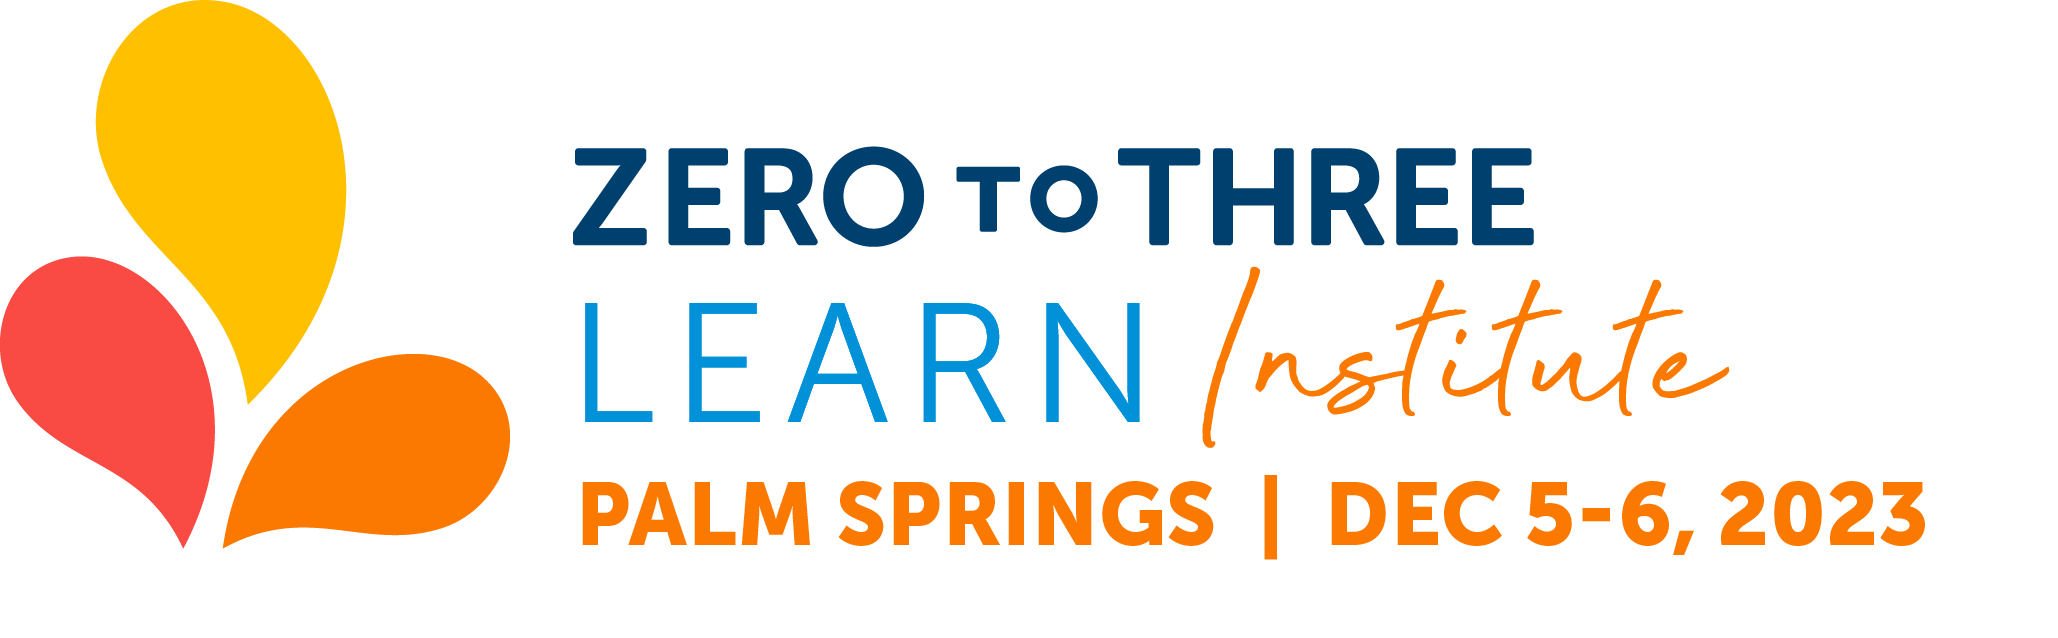 ZERO TO THREE
LEARN Institute
PALM SPRINGS | DEC 5-6, 2023